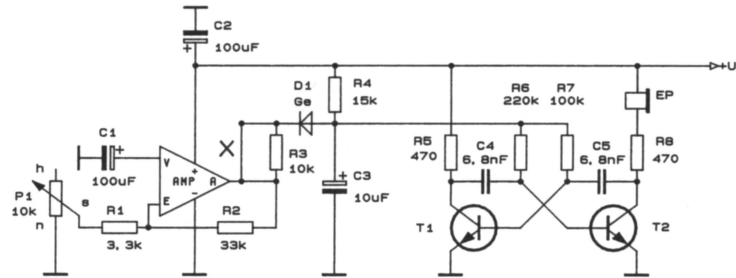 C2
100uF
+
+U
D1
Ge
R4
15k
R6
220k
R7
100k
EP
C1
+
100uF
V
+
AMP A
-
E
X
R3
10k
+
C3
10uF
R5
470
C4
6,8nF
C5
6,8nF
R8
470
h
P1
10k
s
n
R1
3,3k
R2
33k
T1
T2